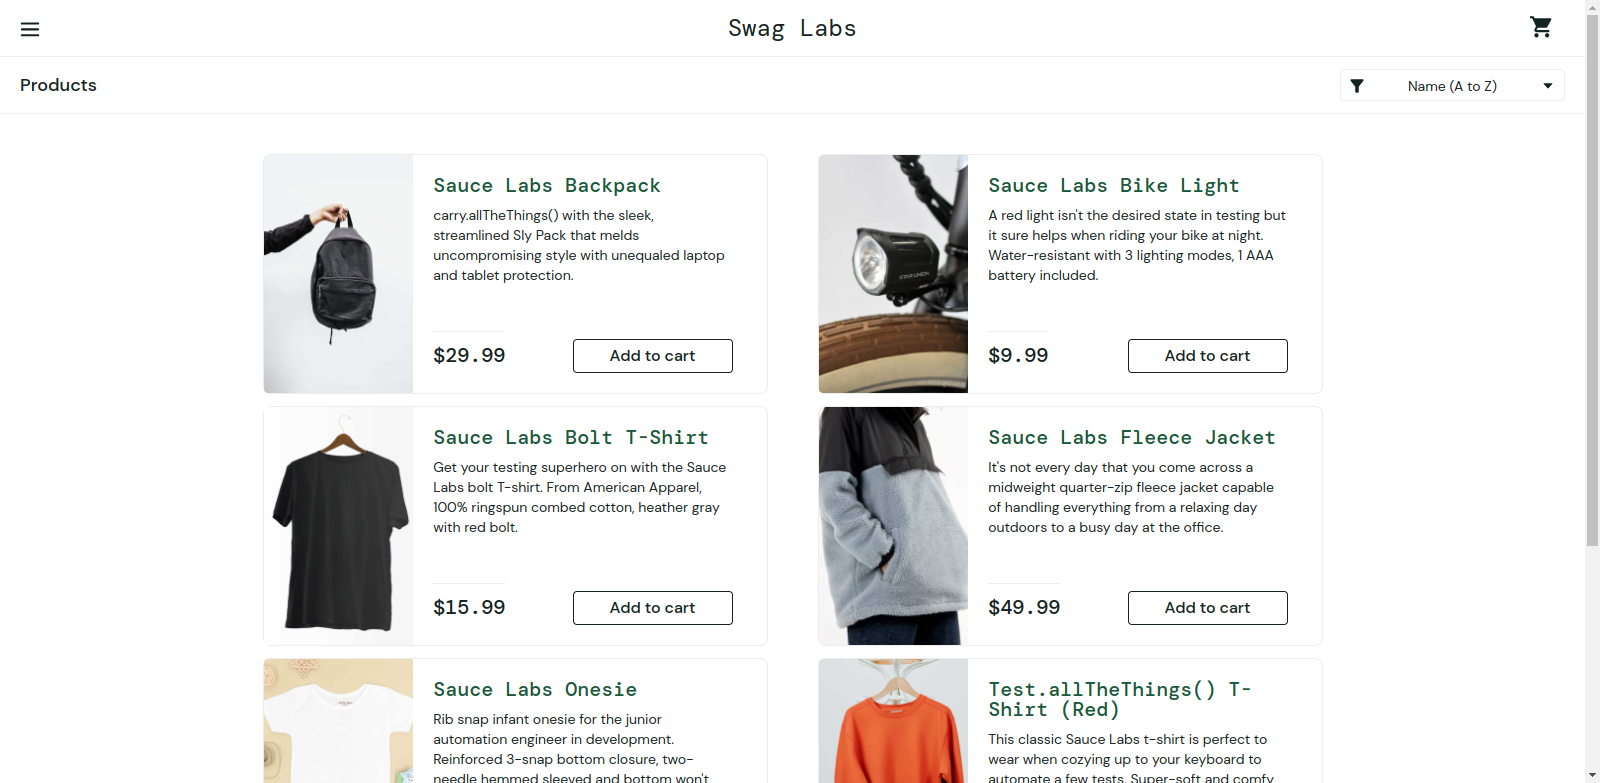 Swag Labs
Products
Name (A to Z)
Sauce Labs Backpack
carry.allTheThings() with the sleek,
streamlined Sly Pack that melds
uncompromising style with unequaled laptop
and tablet protection.
$29.99
Add to cart
Sauce Labs Bike Light
A red light isn't the desired state in testing but
it sure helps when riding your bike at night.
Water-resistant with 3 lighting modes, 1 AAA
battery included.
$9.99
Add to cart
Sauce Labs Bolt T-Shirt
Get your testing superhero on with the Sauce
Labs bolt T-shirt. From American Apparel,
100% ringspun combed cotton, heather gray
with red bolt.
$15.99
Add to cart
Sauce Labs Fleece Jacket
It's not every day that you come across a
midweight quarter-zip fleece jacket capable
of handling everything from a relaxing day
outdoors to a busy day at the office.
$49.99
Add to cart
Sauce Labs Onesie
Rib snap infant onesie for the junior
automation engineer in development.
Reinforced 3-snap bottom closure, two-
needle hemmed sleeved and bottom won't
Test.allTheThings() T-
Shirt (Red)
This classic Sauce Labs t-shirt is perfect to
wear when cozying up to your keyboard to
automate a few tests. Super-soft and comfy